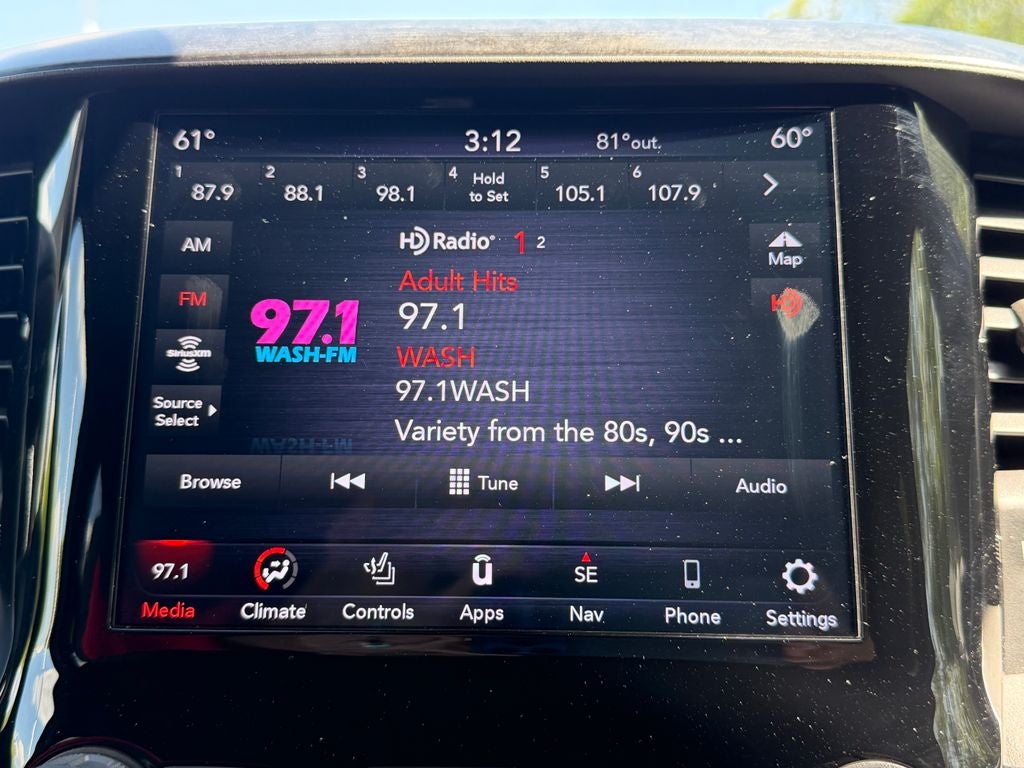 61° 3:12 81°out. 60°
1 87.9 2 88.1 3 98.1 4 Hold to Set 5 105.1 6 107.9
AM
FM
SiriusXM
Source
Select
97.1
WASH-FM
HD Radio® 1 2
Adult Hits
97.1
WASH
97.1WASH
Variety from the 80s, 90s ...
Map
HD
Browse Tune Audio
97.1 u SE
Media Climate Controls Apps Nav Phone Settings